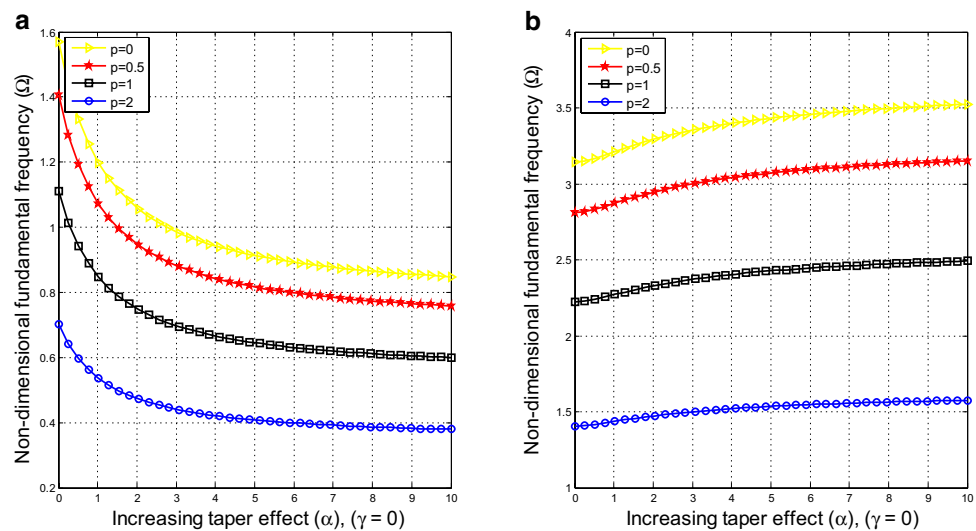 a
Non-dimensional fundamental frequency (Ω)
1.6
1.4
1.2
1
0.8
0.6
0.4
0.2
p=0
p=0.5
p=1
p=2
0 1 2 3 4 5 6 7 8 9 10
Increasing taper effect (α), (γ = 0)
b
Non-dimensional fundamental frequency (Ω)
4
3.5
3
2.5
2
1.5
1
p=0
p=0.5
p=1
p=2
0 1 2 3 4 5 6 7 8 9 10
Increasing taper effect (α), (γ = 0)